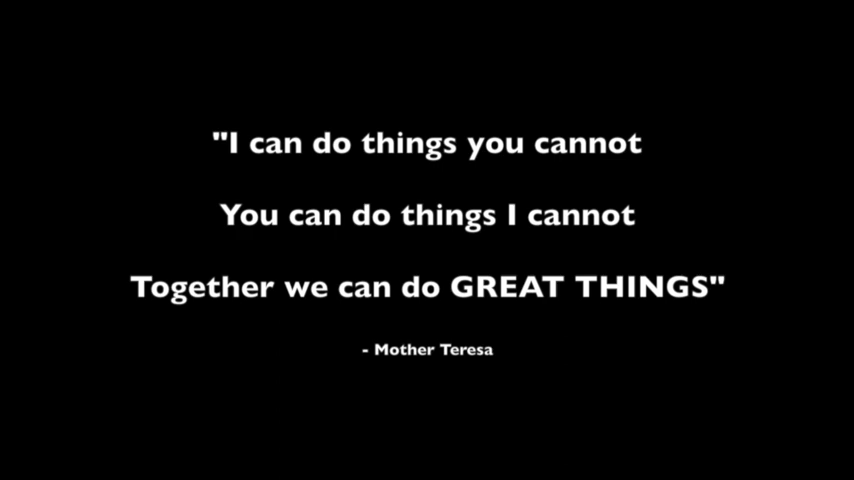 "I can do things you cannot
You can do things I cannot
Together we can do GREAT THINGS"
- Mother Teresa